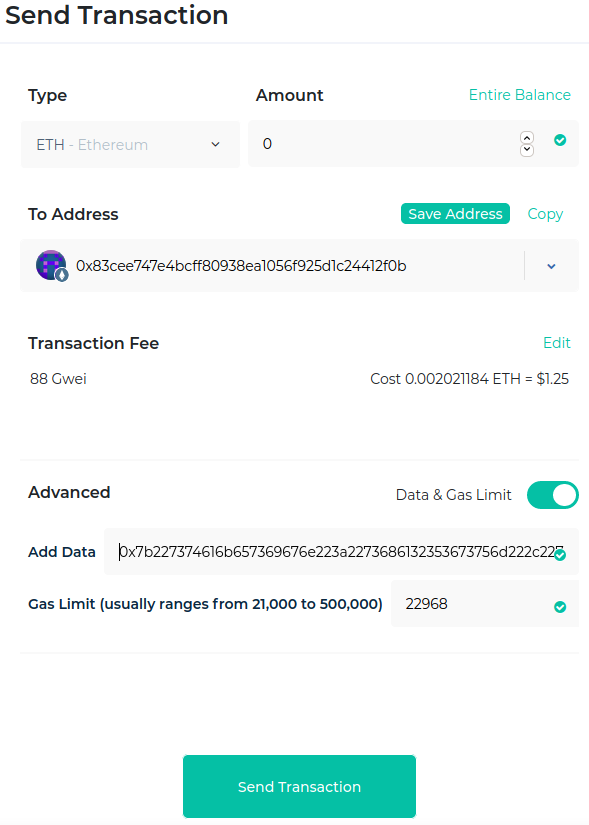 Send Transaction
Type
Amount
Entire Balance
ETH - Ethereum
0
To Address
Save Address
Copy
0x83cee747e4bcff80938ea1056f925d1c24412f0b
Transaction Fee
Edit
88 Gwei
Cost 0.002021184 ETH = $1.25
Advanced
Data & Gas Limit
Add Data
0x7b227374616b657369676e223a2273686132353673756d222c227
Gas Limit (usually ranges from 21,000 to 500,000)
22968
Send Transaction